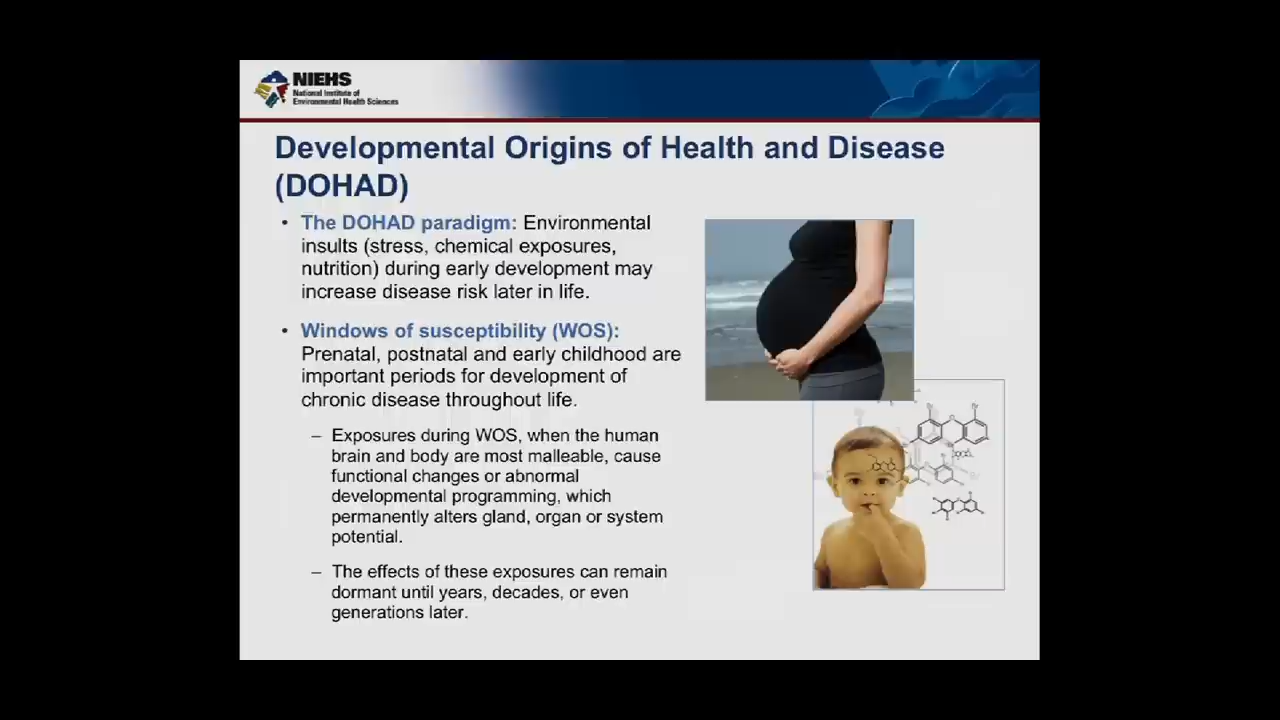 NIEHS
National Institute of
Environmental Health Sciences
Developmental Origins of Health and Disease
(DOHAD)
• The DOHAD paradigm: Environmental
insults (stress, chemical exposures,
nutrition) during early development may
increase disease risk later in life.
• Windows of susceptibility (WOS):
Prenatal, postnatal and early childhood are
important periods for development of
chronic disease throughout life.
– Exposures during WOS, when the human
brain and body are most malleable, cause
functional changes or abnormal
developmental programming, which
permanently alters gland, organ or system
potential.
– The effects of these exposures can remain
dormant until years, decades, or even
generations later.